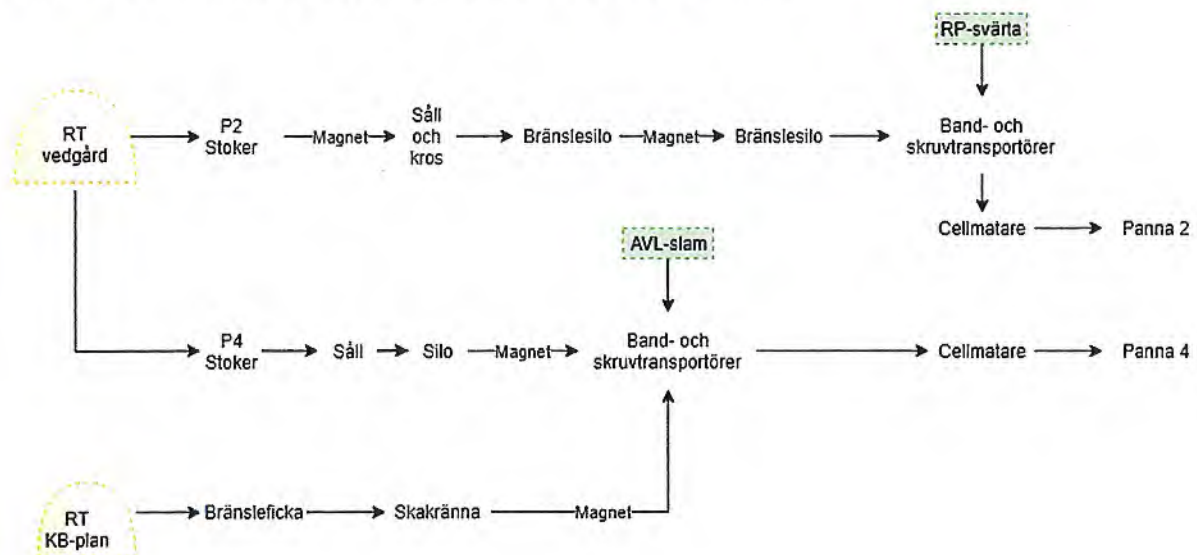 RP-svärta
RT
vedgård
P2
Stoker
Magnet
Såll
och
kros
Bränslesilo
Magnet
Bränslesilo
Band- och
skruvtransportörer
Cellmatare
Panna 2
AVL-slam
P4
Stoker
Såll
Silo
Magnet
Band- och
skruvtransportörer
Cellmatare
Panna 4
RT
KB-plan
Bränsleficka
Skakränna
Magnet